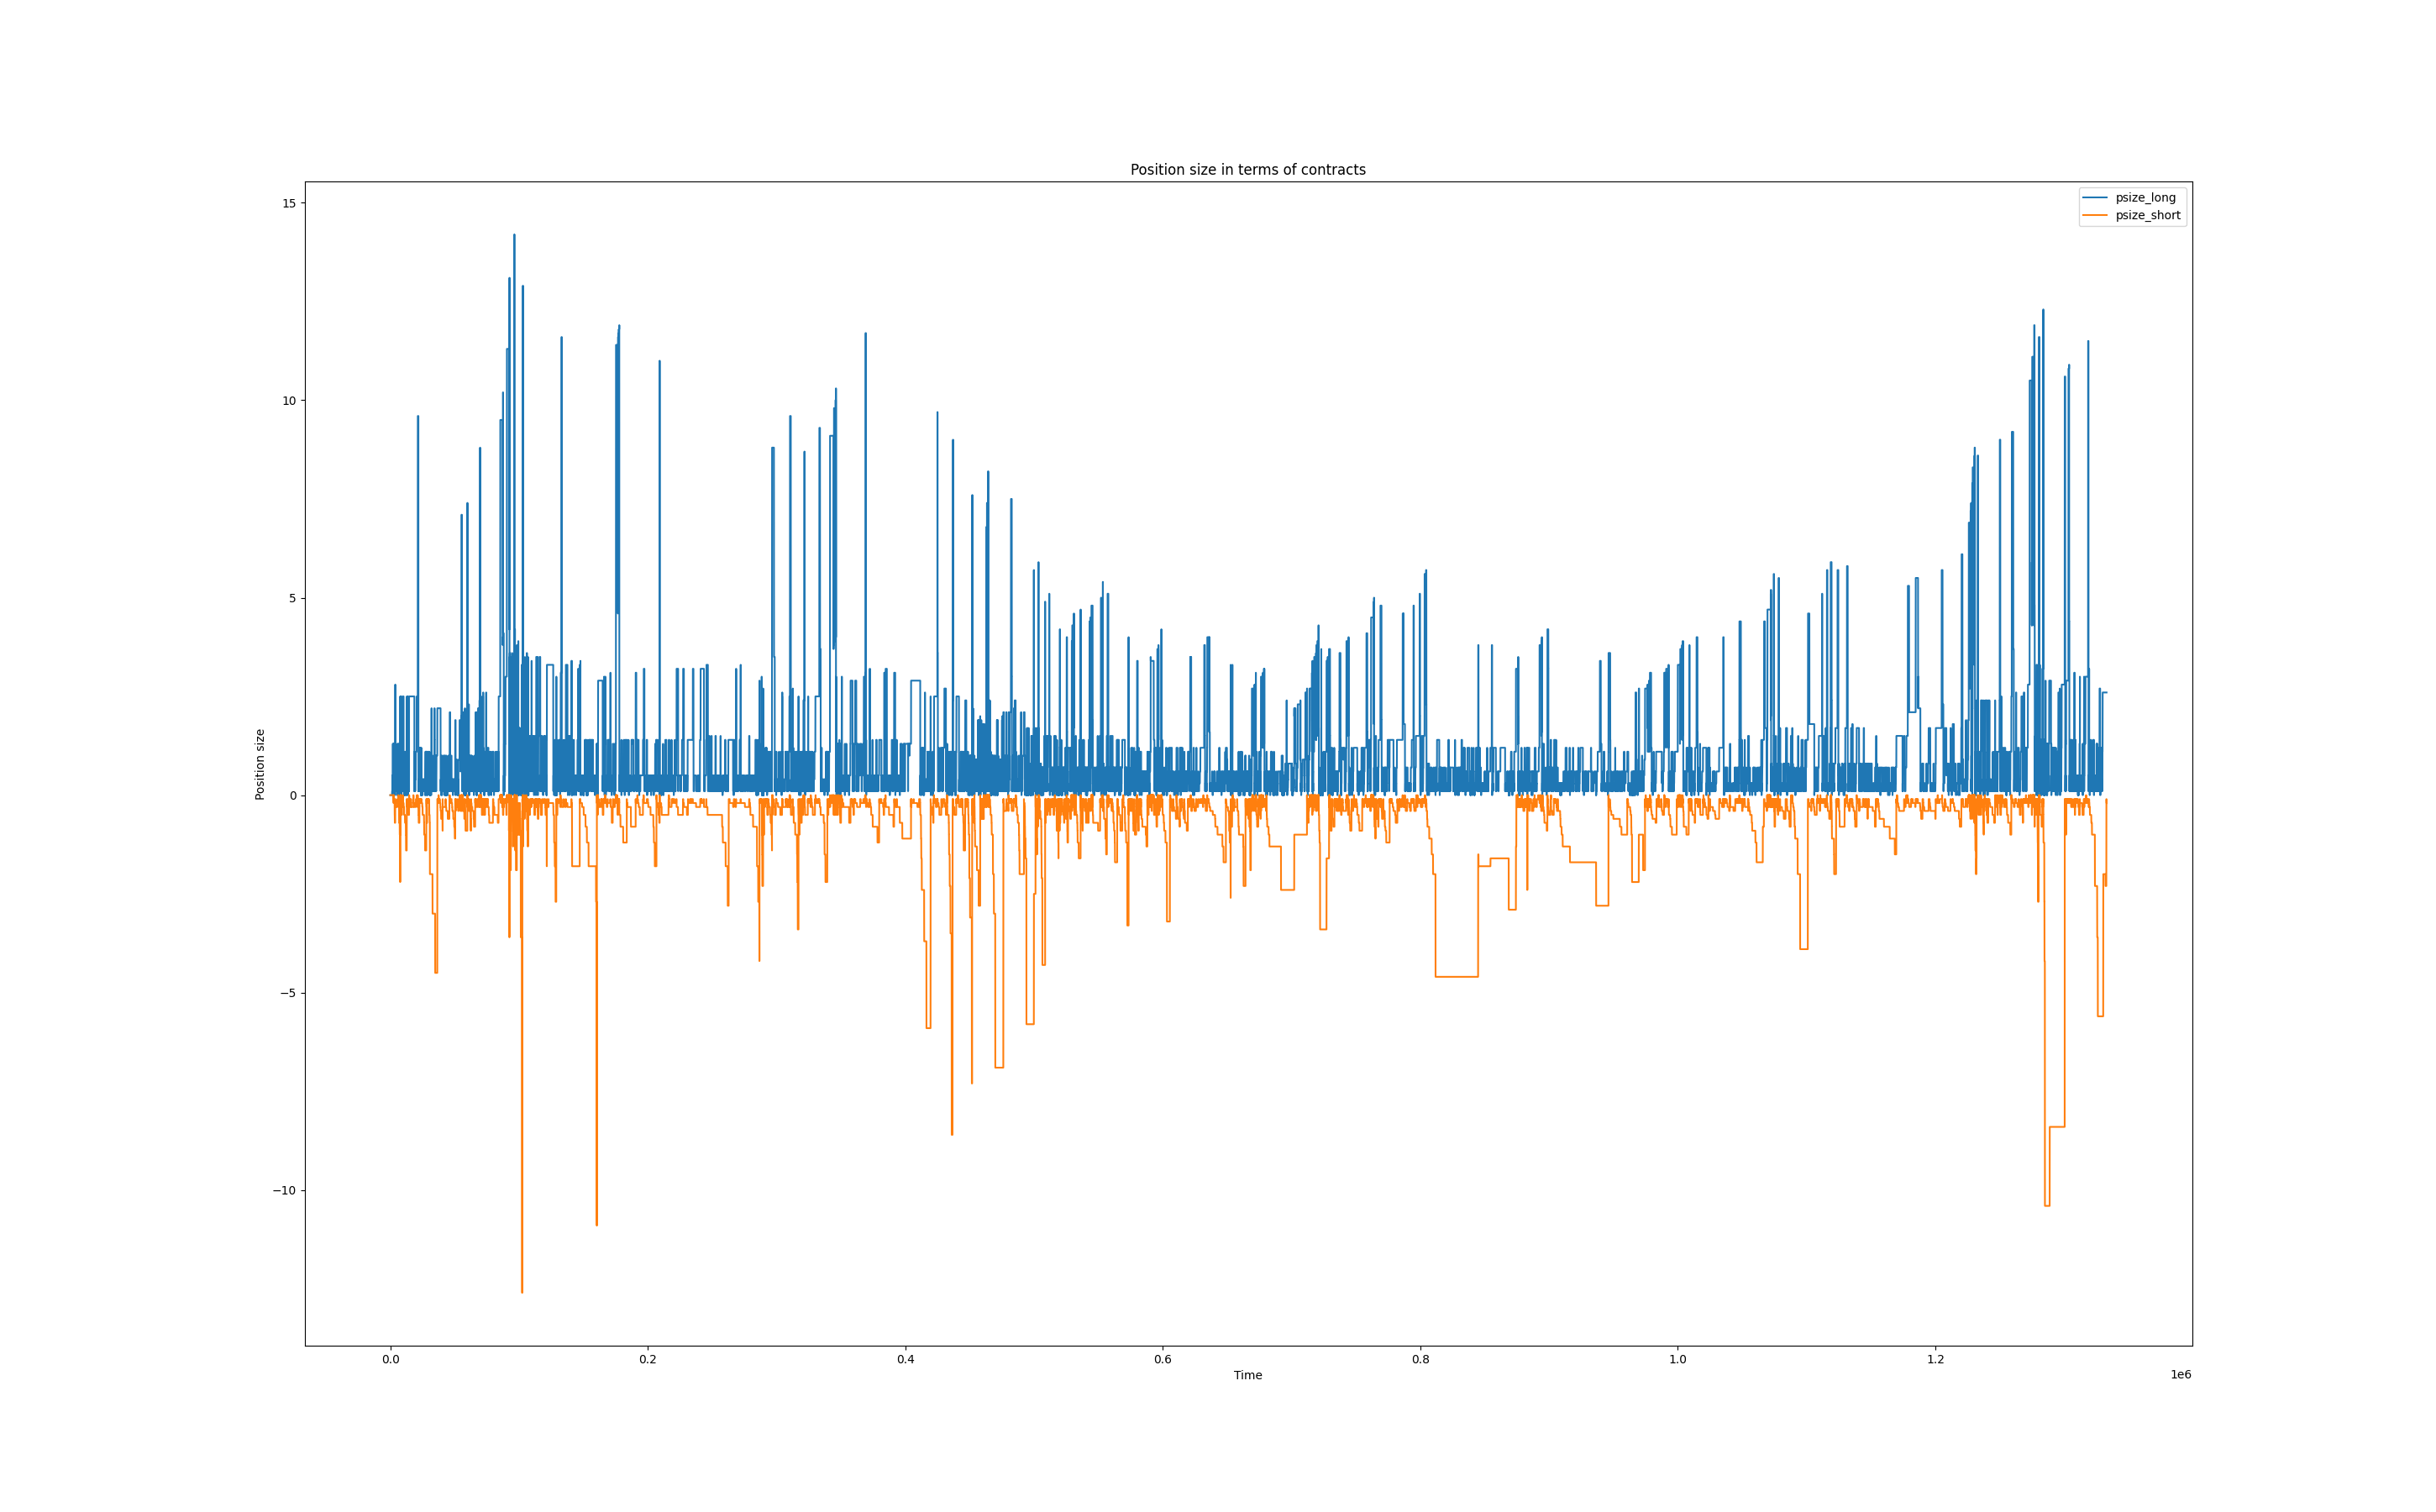 Position size in terms of contracts
psize_long
psize_short
15
10
5
0
−5
−10
Position size
0.0 0.2 0.4 0.6 0.8 1.0 1.2
1e6
Time